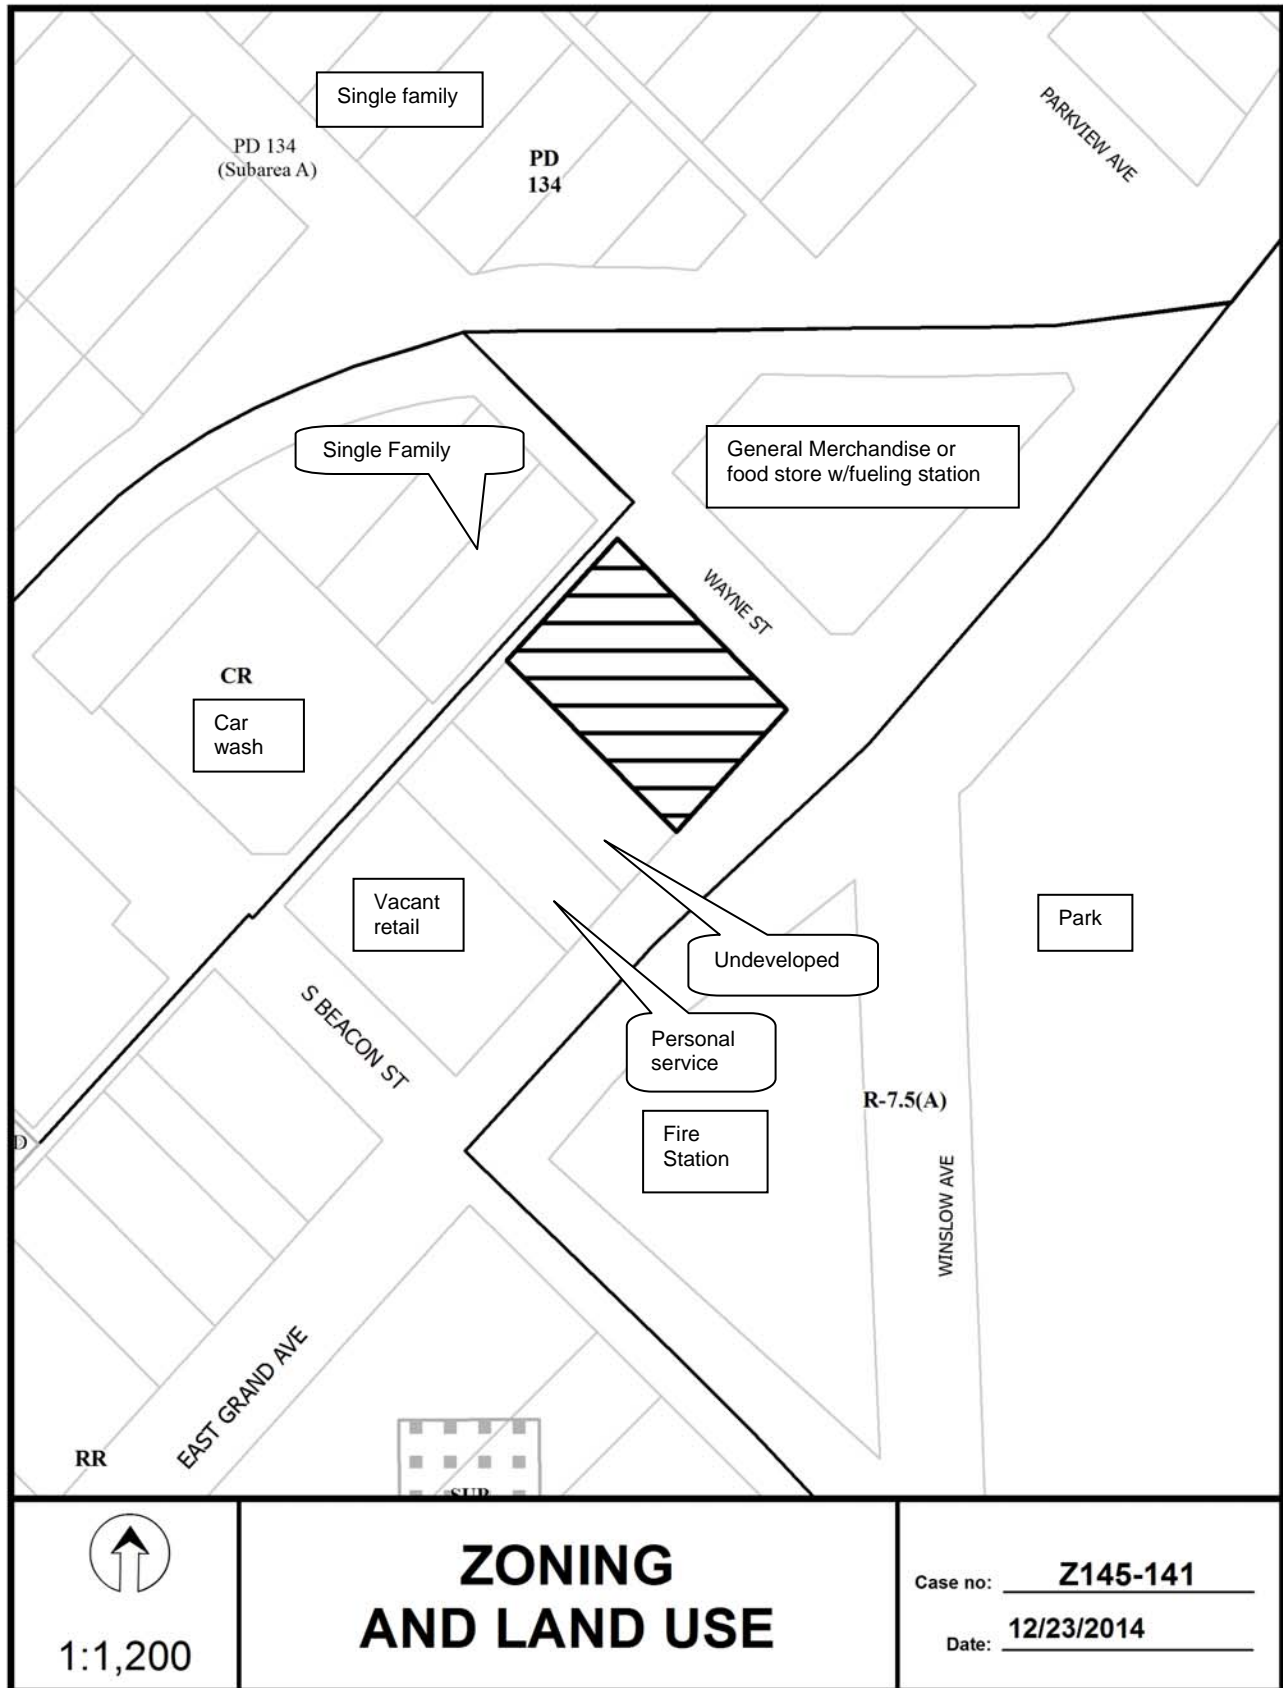 Single family
PD 134
(Subarea A)
PD
134
PARKVIEW AVE
Single Family
General Merchandise or
food store w/fueling station
WAYNE ST
CR
Car
wash
Vacant
retail
Park
Undeveloped
S BEACON ST
Personal
service
R-7.5(A)
Fire
Station
D
WINSLOW AVE
EAST GRAND AVE
RR
SUP
1:1,200
ZONING
AND LAND USE
Case no: Z145-141
Date: 12/23/2014